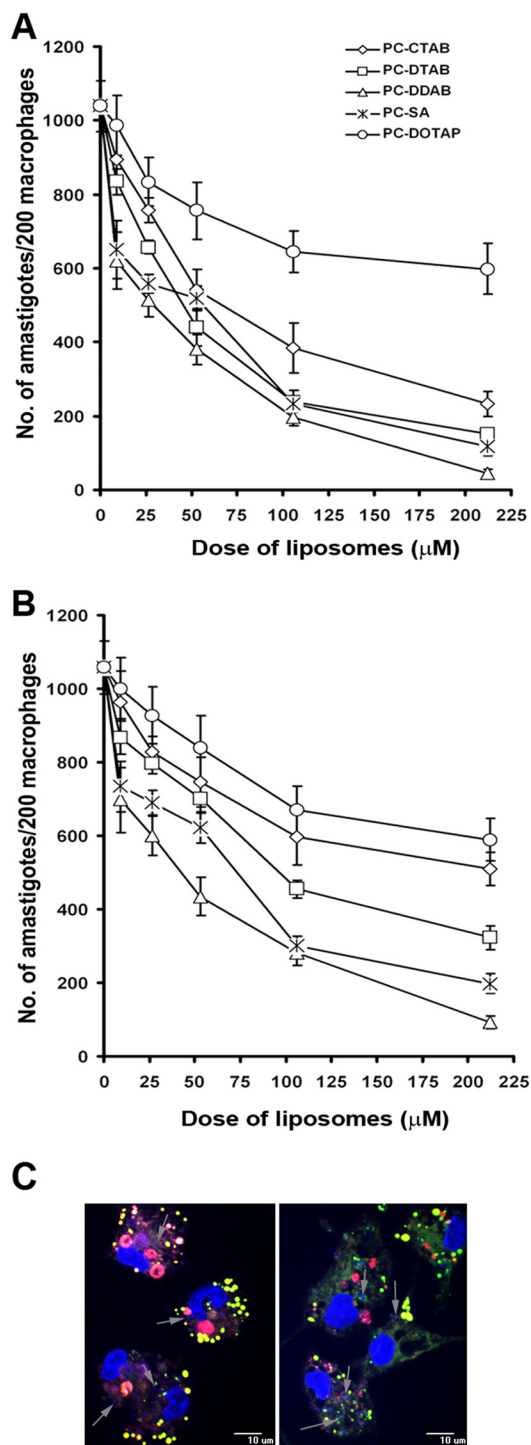 A
1200
1000
800
600
400
200
0
No. of amastigotes/200 macrophages
PC-CTAB
PC-DTAB
PC-DDAB
PC-SA
PC-DOTAP
0 25 50 75 100 125 150 175 200 225
Dose of liposomes (μM)
B
1200
1000
800
600
400
200
0
No. of amastigotes/200 macrophages
0 25 50 75 100 125 150 175 200 225
Dose of liposomes (μM)
C
10 um
10 um